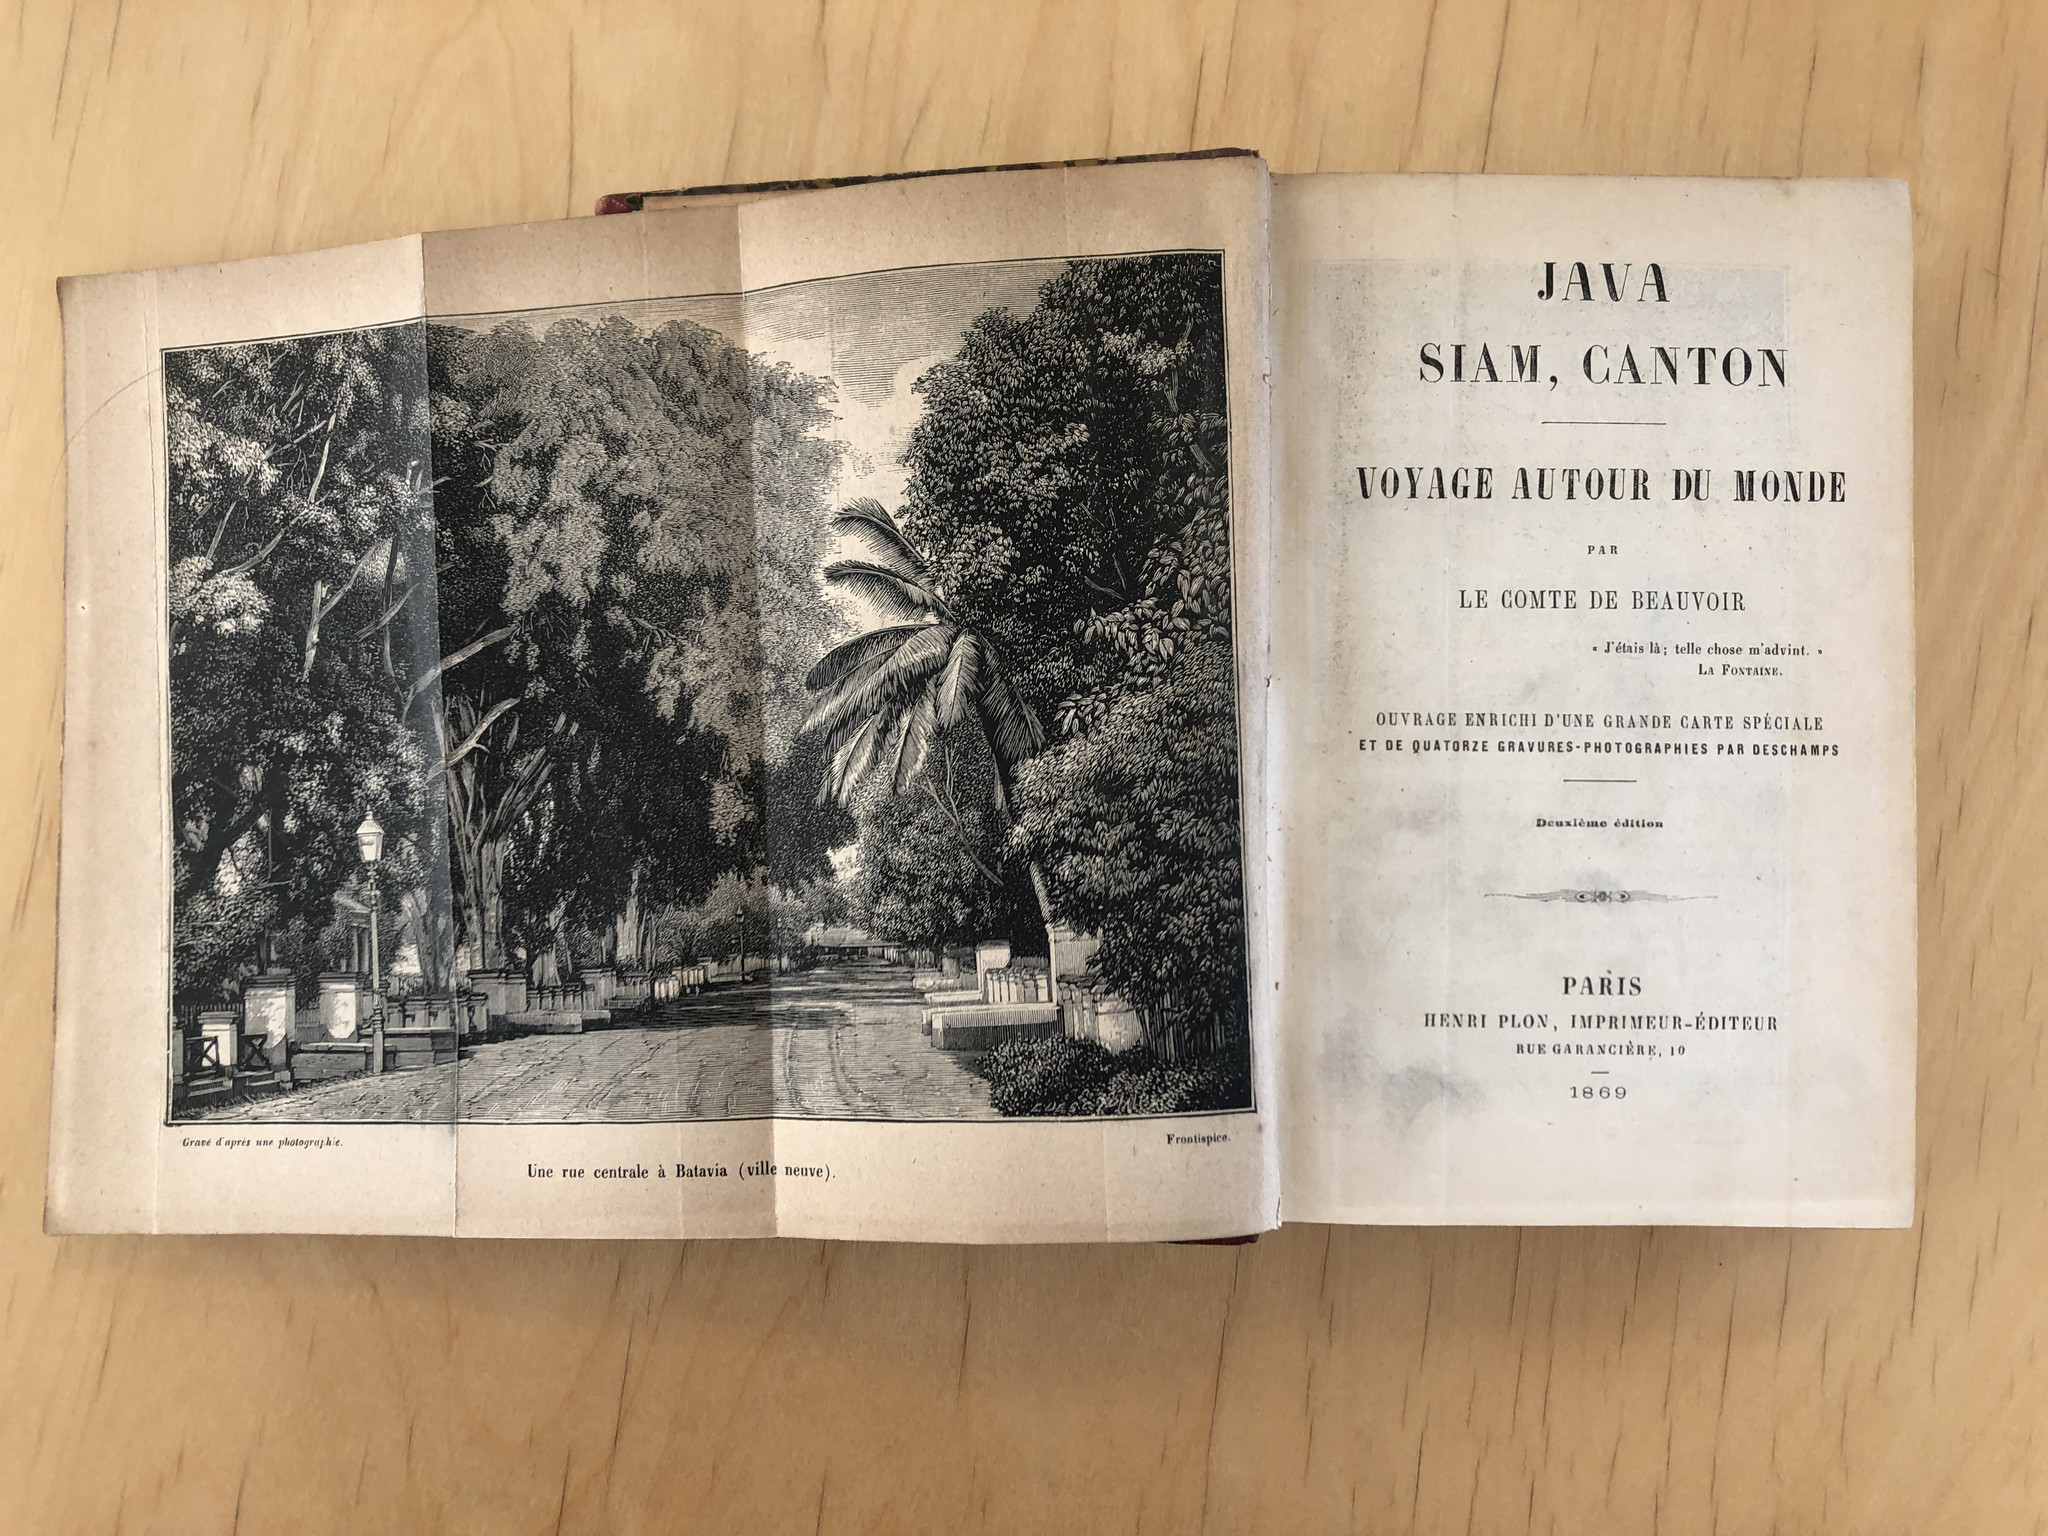 Gravé d'après une photographie.
Frontispice.
Une rue centrale à Batavia (ville neuve).
JAVA
SIAM, CANTON
VOYAGE AUTOUR DU MONDE
PAR
LE COMTE DE BEAUVOIR
« J'étais là; telle chose m'advint. »
LA FONTAINE.
OUVRAGE ENRICHI D'UNE GRANDE CARTE SPÉCIALE
ET DE QUATORZE GRAVURES-PHOTOGRAPHIES PAR DESCHAMPS
Deuxième édition
PARIS
HENRI PLON, IMPRIMEUR-ÉDITEUR
RUE GARANCIÈRE, 10
1869